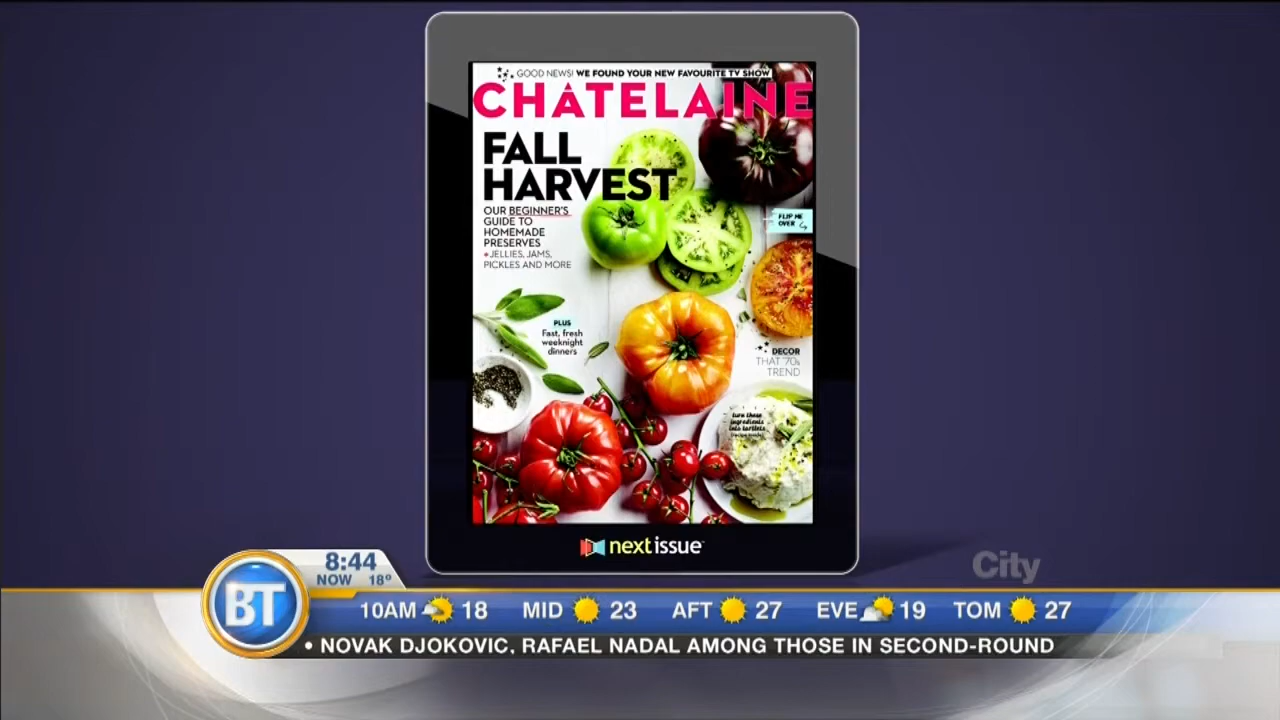 GOOD NEWS! WE FOUND YOUR NEW FAVOURITE TV SHOW
CHÂTELAINE
FALL
HARVEST
OUR BEGINNER'S
GUIDE TO
HOMEMADE
PRESERVES
+JELLIES, JAMS,
PICKLES AND MORE
FLIP ME
OVER
PLUS
Fast, fresh
weeknight
dinners
DECOR
THAT '70s
TREND
turn these
ingredients
into tartlets
nextissue
City
8:44
NOW 18°
BT
10AM 18 MID 23 AFT 27 EVE 19 TOM 27
• NOVAK DJOKOVIC, RAFAEL NADAL AMONG THOSE IN SECOND-ROUND